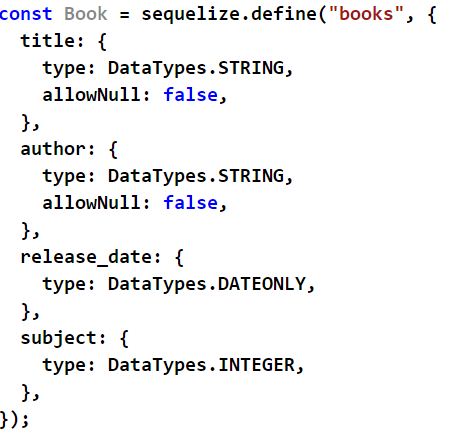 const Book = sequelize.define("books", {
  title: {
    type: DataTypes.STRING,
    allowNull: false,
  },
  author: {
    type: DataTypes.STRING,
    allowNull: false,
  },
  release_date: {
    type: DataTypes.DATEONLY,
  },
  subject: {
    type: DataTypes.INTEGER,
  },
});